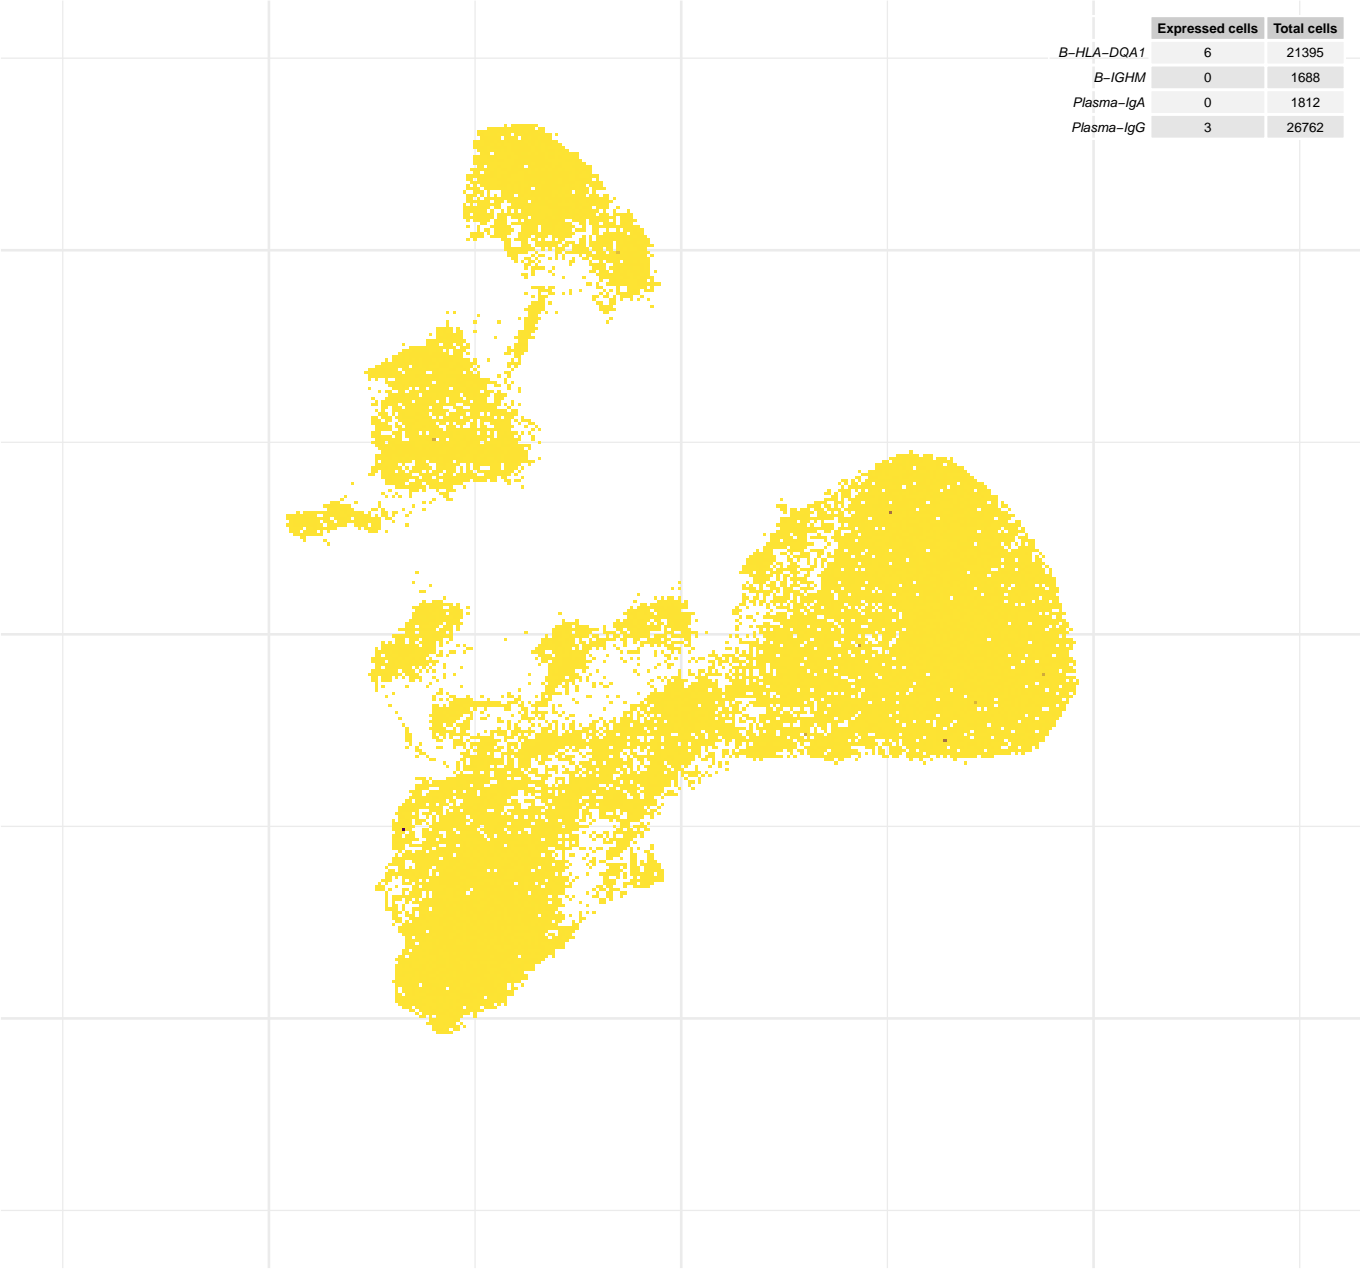 Expressed cells Total cells
B−HLA−DQA1 6 21395
B−IGHM 0 1688
Plasma−IgA 0 1812
Plasma−IgG 3 26762